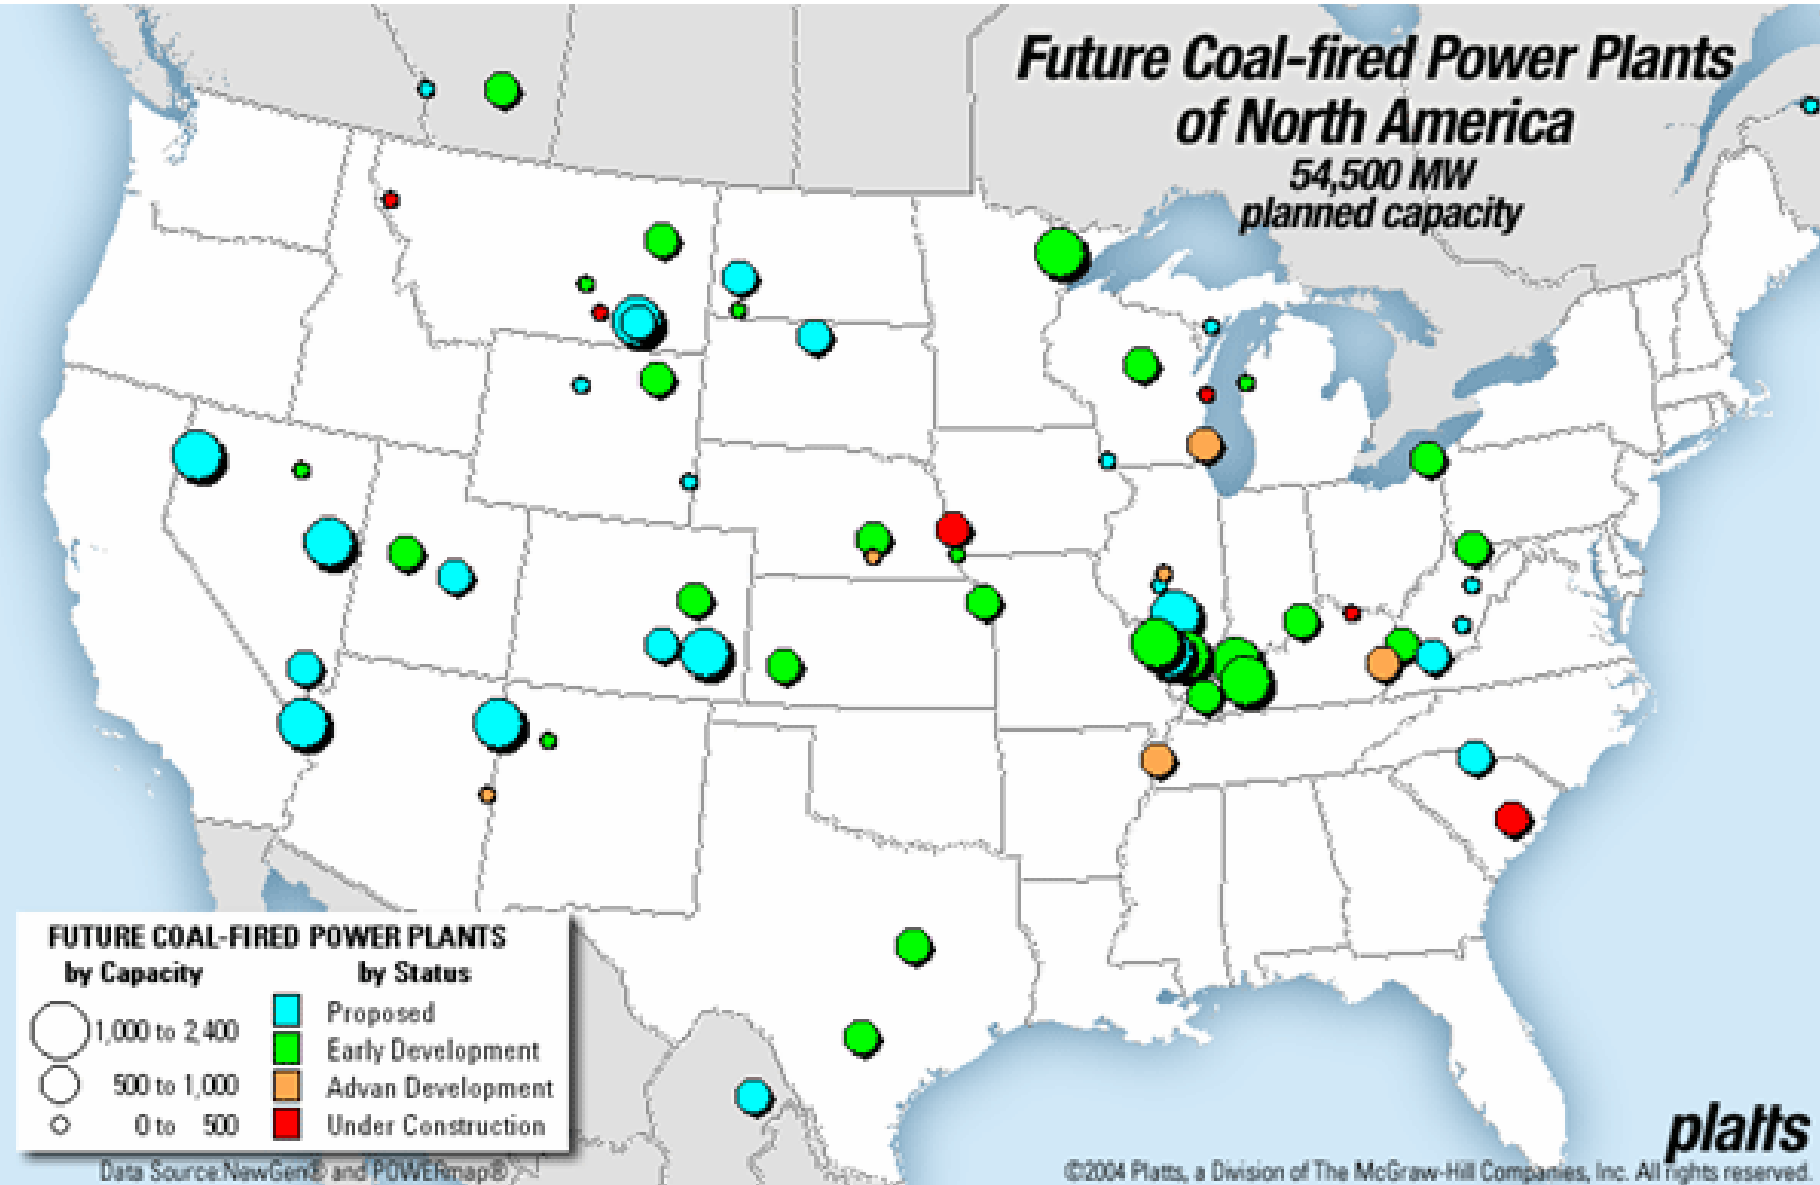 Future Coal-fired Power Plants
of North America
54,500 MW
planned capacity
FUTURE COAL-FIRED POWER PLANTS
by Capacity by Status
1,000 to 2,400 Proposed
Early Development
500 to 1,000 Advan Development
0 to 500 Under Construction
platts
Data Source:NewGen® and POWERmap®
©2004 Platts, a Division of The McGraw-Hill Companies, Inc. All rights reserved.